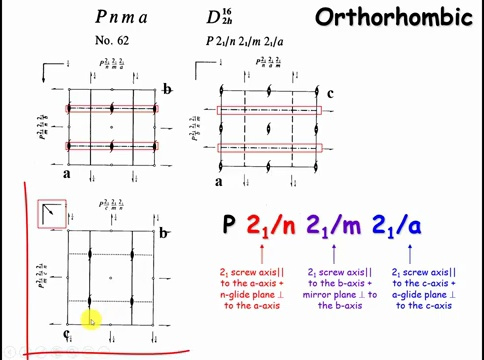 P n m a
D 16 2h
Orthorhombic
No. 62
P 2₁/n 2₁/m 2₁/a
b
a
c
a
b
c
P 2₁/n 2₁/m 2₁/a
2₁ screw axis||
to the a-axis +
n-glide plane ⊥
to the a-axis
2₁ screw axis||
to the b-axis +
mirror plane ⊥ to
the b-axis
2₁ screw axis||
to the c-axis +
a-glide plane ⊥
to the c-axis